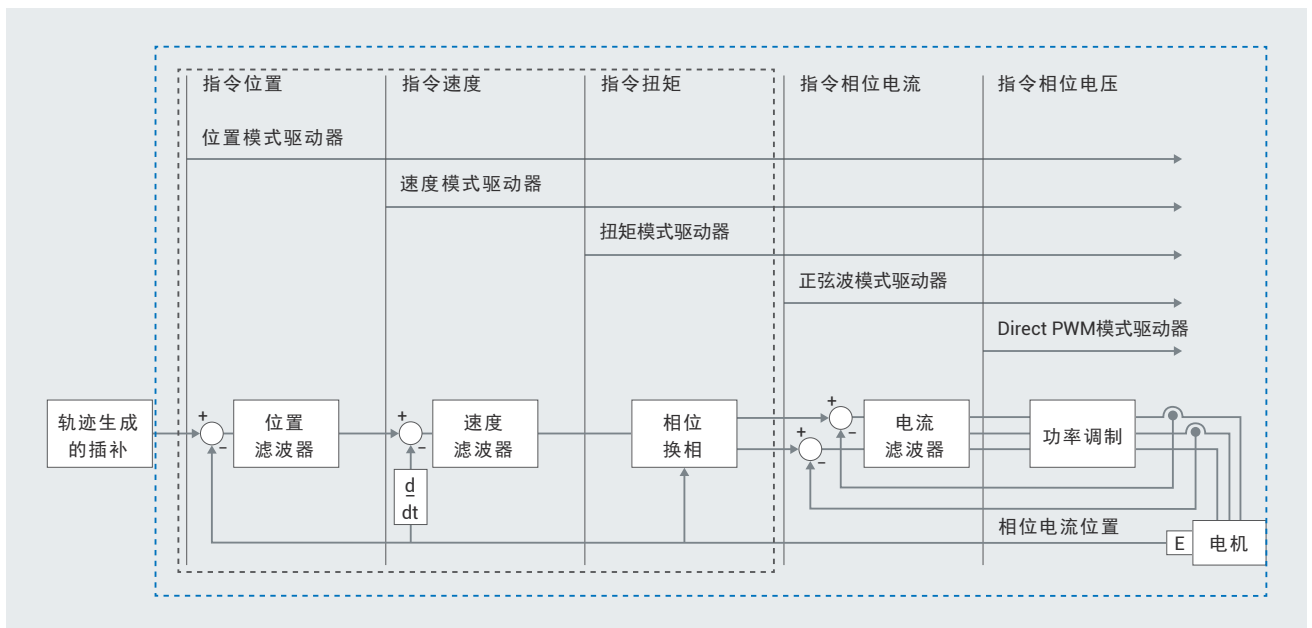 指令位置
指令速度
指令扭矩
指令相位电流
指令相位电压
位置模式驱动器
速度模式驱动器
扭矩模式驱动器
正弦波模式驱动器
Direct PWM模式驱动器
轨迹生成
的插补
+
-
位置
滤波器
+
-
速度
滤波器
d
dt
相位
换相
+
-
+
-
电流
滤波器
功率调制
相位电流位置
E
电机